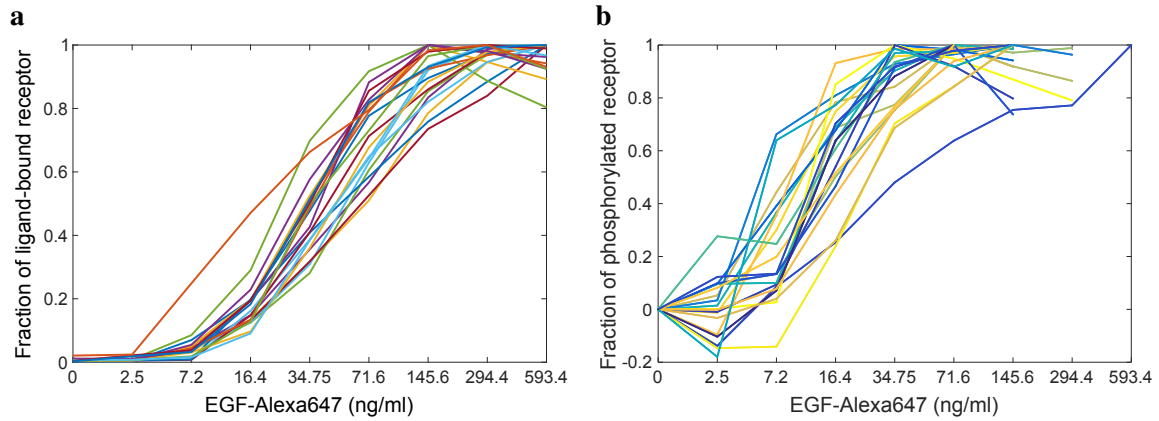 a
Fraction of ligand-bound receptor
1
0.8
0.6
0.4
0.2
0
0 2.5 7.2 16.4 34.75 71.6 145.6 294.4 593.4
EGF-Alexa647 (ng/ml)
b
Fraction of phosphorylated receptor
1
0.8
0.6
0.4
0.2
0
-0.2
0 2.5 7.2 16.4 34.75 71.6 145.6 294.4 593.4
EGF-Alexa647 (ng/ml)